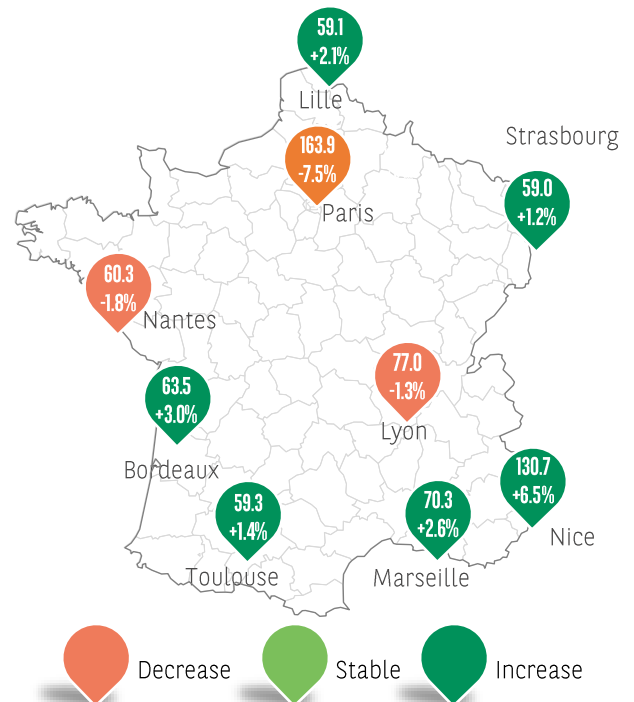 59.1
+2.1%
Lille
163.9
-7.5%
Paris
Strasbourg
59.0
+1.2%
60.3
-1.8%
Nantes
77.0
-1.3%
Lyon
63.5
+3.0%
Bordeaux
130.7
+6.5%
Nice
59.3
+1.4%
Toulouse
70.3
+2.6%
Marseille
Decrease
Stable
Increase